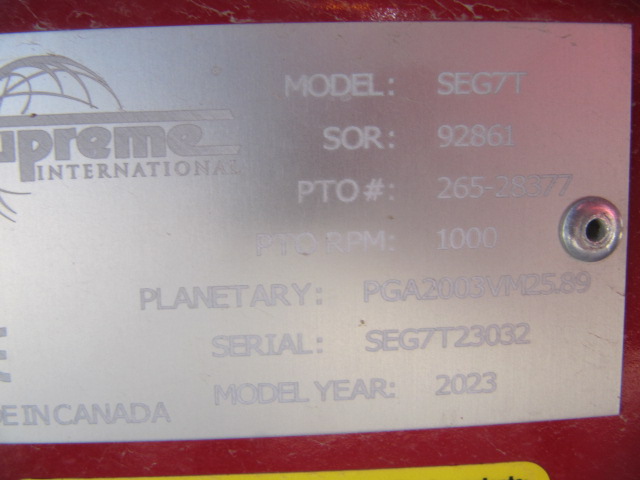 MODEL: SEG7T
SOR: 92861
upreme
INTERNATIONAL
PTO#: 265-28377
PTO RPM: 1000
PLANETARY: PGA2003VM25.89
SERIAL: SEG7T23032
MODEL YEAR: 2023
DE IN CANADA